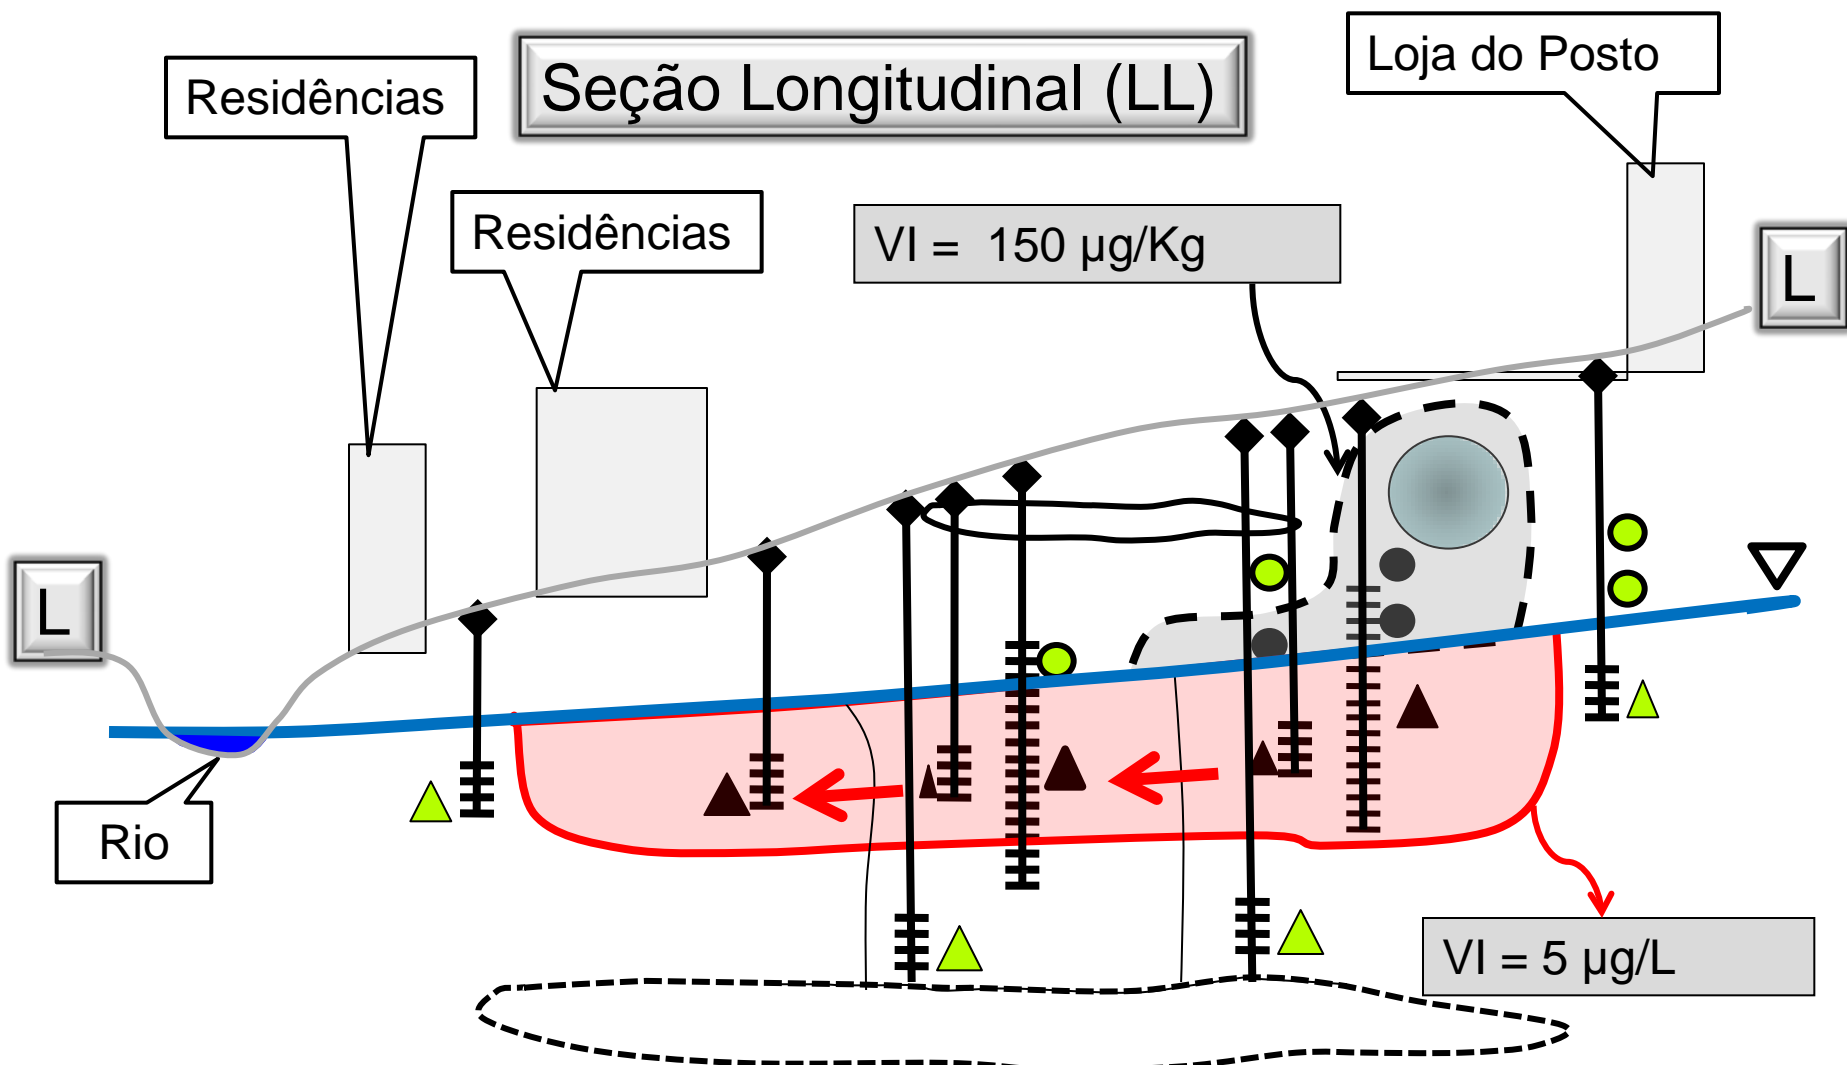 Loja do Posto
Seção Longitudinal (LL)
Residências
Residências
VI =  150 µg/Kg
L
L
Rio
VI = 5 µg/L